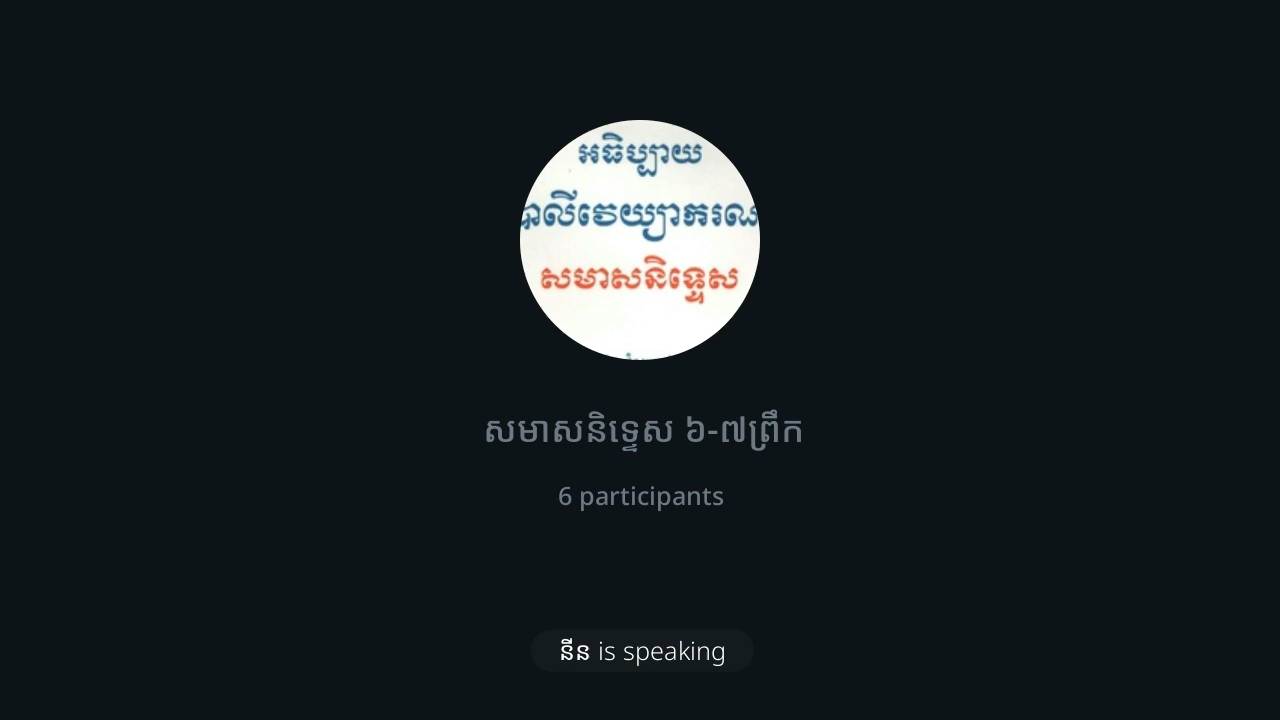 អធិប្បាយ
បាលីវេយ្យាករណ
សមាសនិទ្ទេស
សមាសនិទ្ទេស ៦-៧ព្រឹក
6 participants
នីន is speaking